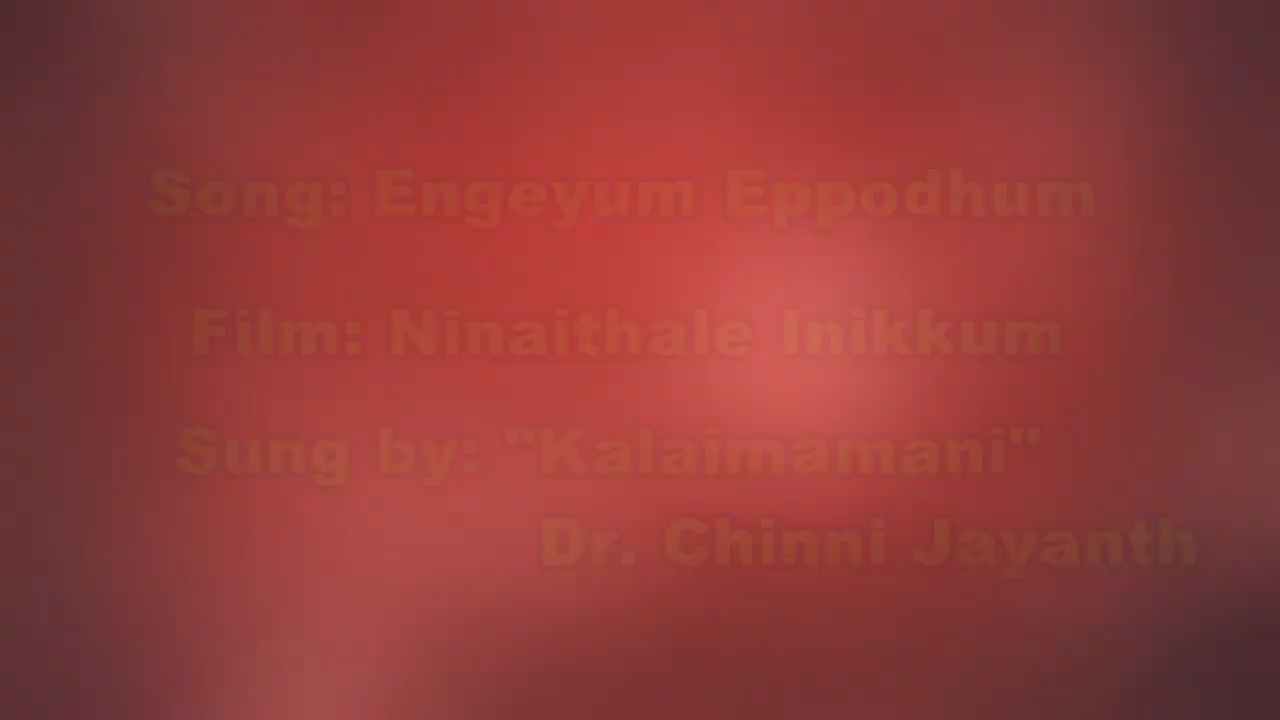 Song: Engeyum Eppodhum
Film: Ninaithale Inikkum
Sung by: "Kalaimamani"
Dr. Chinni Jayanth